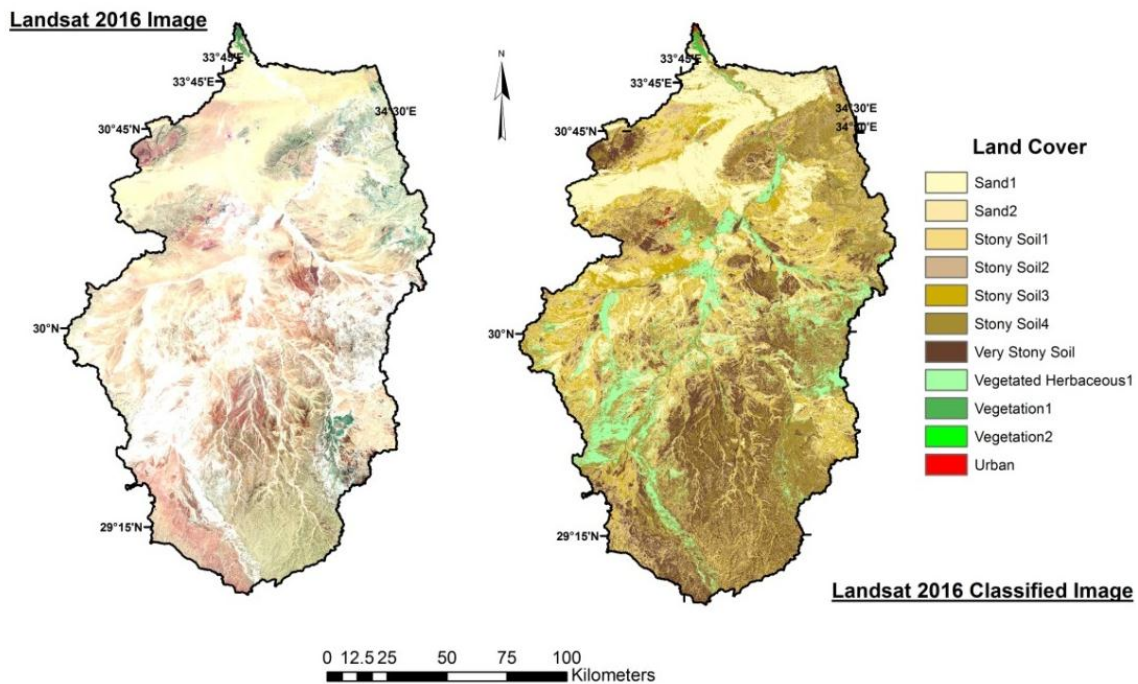 Landsat 2016 Image
33°45'E
33°45'E
34°30'E
30°45'N
30°N
29°15'N
N
33°45'E
34°30'E
30°45'N
30°N
29°15'N
Land Cover
Sand1
Sand2
Stony Soil1
Stony Soil2
Stony Soil3
Stony Soil4
Very Stony Soil
Vegetated Herbaceous1
Vegetation1
Vegetation2
Urban
Landsat 2016 Classified Image
0 12.5 25 50 75 100
Kilometers